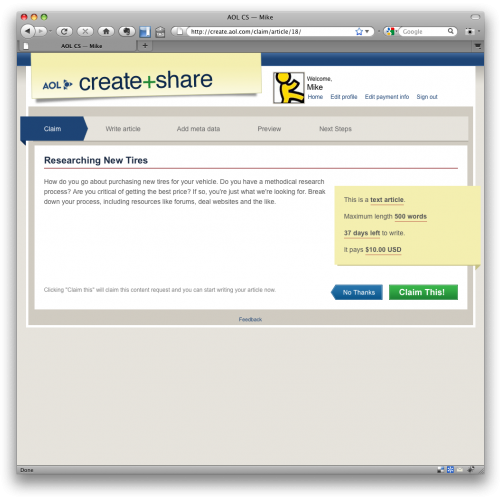 AOL CS — Mike
http://create.aol.com/claim/article/18/
Google
AOL CS — Mike
AOL create+share
Welcome,
Mike
Home Edit profile Edit payment info Sign out
Claim Write article Add meta data Preview Next Steps
Researching New Tires
How do you go about purchasing new tires for your vehicle. Do you have a methodical research
process? Are you critical of getting the best price? If so, you're just what we're looking for. Break
down your process, including resources like forums, deal websites and the like.
This is a text article.
Maximum length 500 words
37 days left to write.
It pays $10.00 USD
Clicking "Claim this" will claim this content request and you can start writing your article now.
No Thanks
Claim This!
Feedback
Done